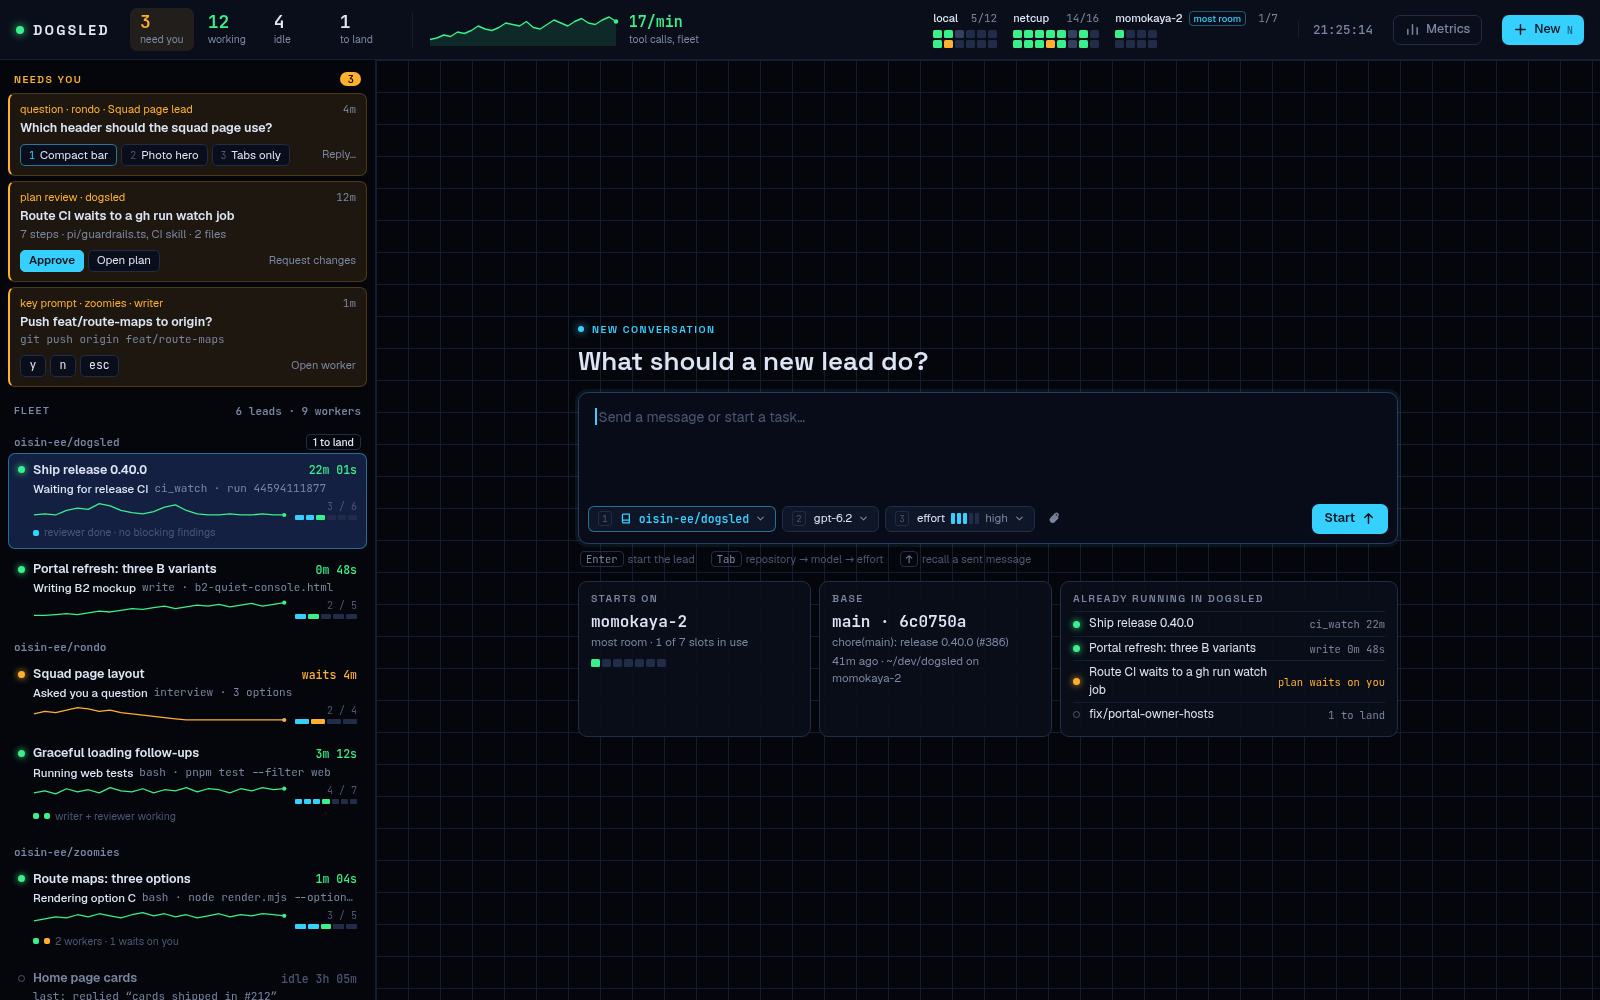 DOGSLED
3 need you
12 working
4 idle
1 to land
17/min
tool calls, fleet
local 5/12
netcup 14/16
momokaya-2 most room 1/7
21:25:14
Metrics
New N
NEEDS YOU 3
question · rondo · Squad page lead 4m
Which header should the squad page use?
1 Compact bar 2 Photo hero 3 Tabs only Reply…
plan review · dogsled 12m
Route CI waits to a gh run watch job
7 steps · pi/guardrails.ts, CI skill · 2 files
Approve Open plan Request changes
key prompt · zoomies · writer 1m
Push feat/route-maps to origin?
git push origin feat/route-maps
y n esc Open worker
FLEET 6 leads · 9 workers
oisin-ee/dogsled 1 to land
Ship release 0.40.0 22m 01s
Waiting for release CI ci_watch · run 44594111877
3 / 6
reviewer done · no blocking findings
Portal refresh: three B variants 0m 48s
Writing B2 mockup write · b2-quiet-console.html
2 / 5
oisin-ee/rondo
Squad page layout waits 4m
Asked you a question interview · 3 options
2 / 4
Graceful loading follow-ups 3m 12s
Running web tests bash · pnpm test --filter web
4 / 7
writer + reviewer working
oisin-ee/zoomies
Route maps: three options 1m 04s
Rendering option C bash · node render.mjs --option…
3 / 5
2 workers · 1 waits on you
Home page cards idle 3h 05m
last: replied “cards shipped in #212”
NEW CONVERSATION
What should a new lead do?
Send a message or start a task…
1 oisin-ee/dogsled 2 gpt-6.2 3 effort high Start
Enter start the lead Tab repository → model → effort ↑ recall a sent message
STARTS ON
momokaya-2
most room · 1 of 7 slots in use
BASE
main · 6c0750a
chore(main): release 0.40.0 (#386)
41m ago · ~/dev/dogsled on
momokaya-2
ALREADY RUNNING IN DOGSLED
Ship release 0.40.0 ci_watch 22m
Portal refresh: three B variants write 0m 48s
Route CI waits to a gh run watch
job plan waits on you
fix/portal-owner-hosts 1 to land